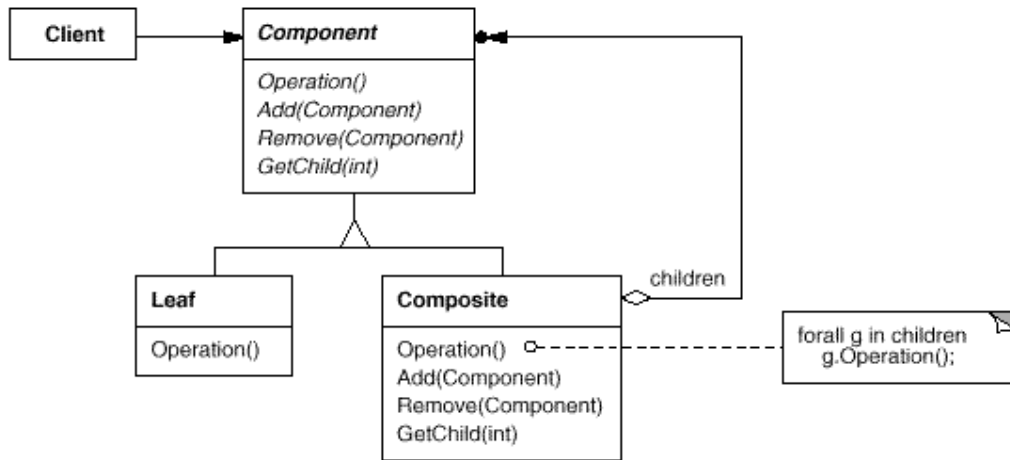 Client
Component
Operation()
Add(Component)
Remove(Component)
GetChild(int)
Leaf
Operation()
Composite
Operation()
Add(Component)
Remove(Component)
GetChild(int)
children
forall g in children
g.Operation();